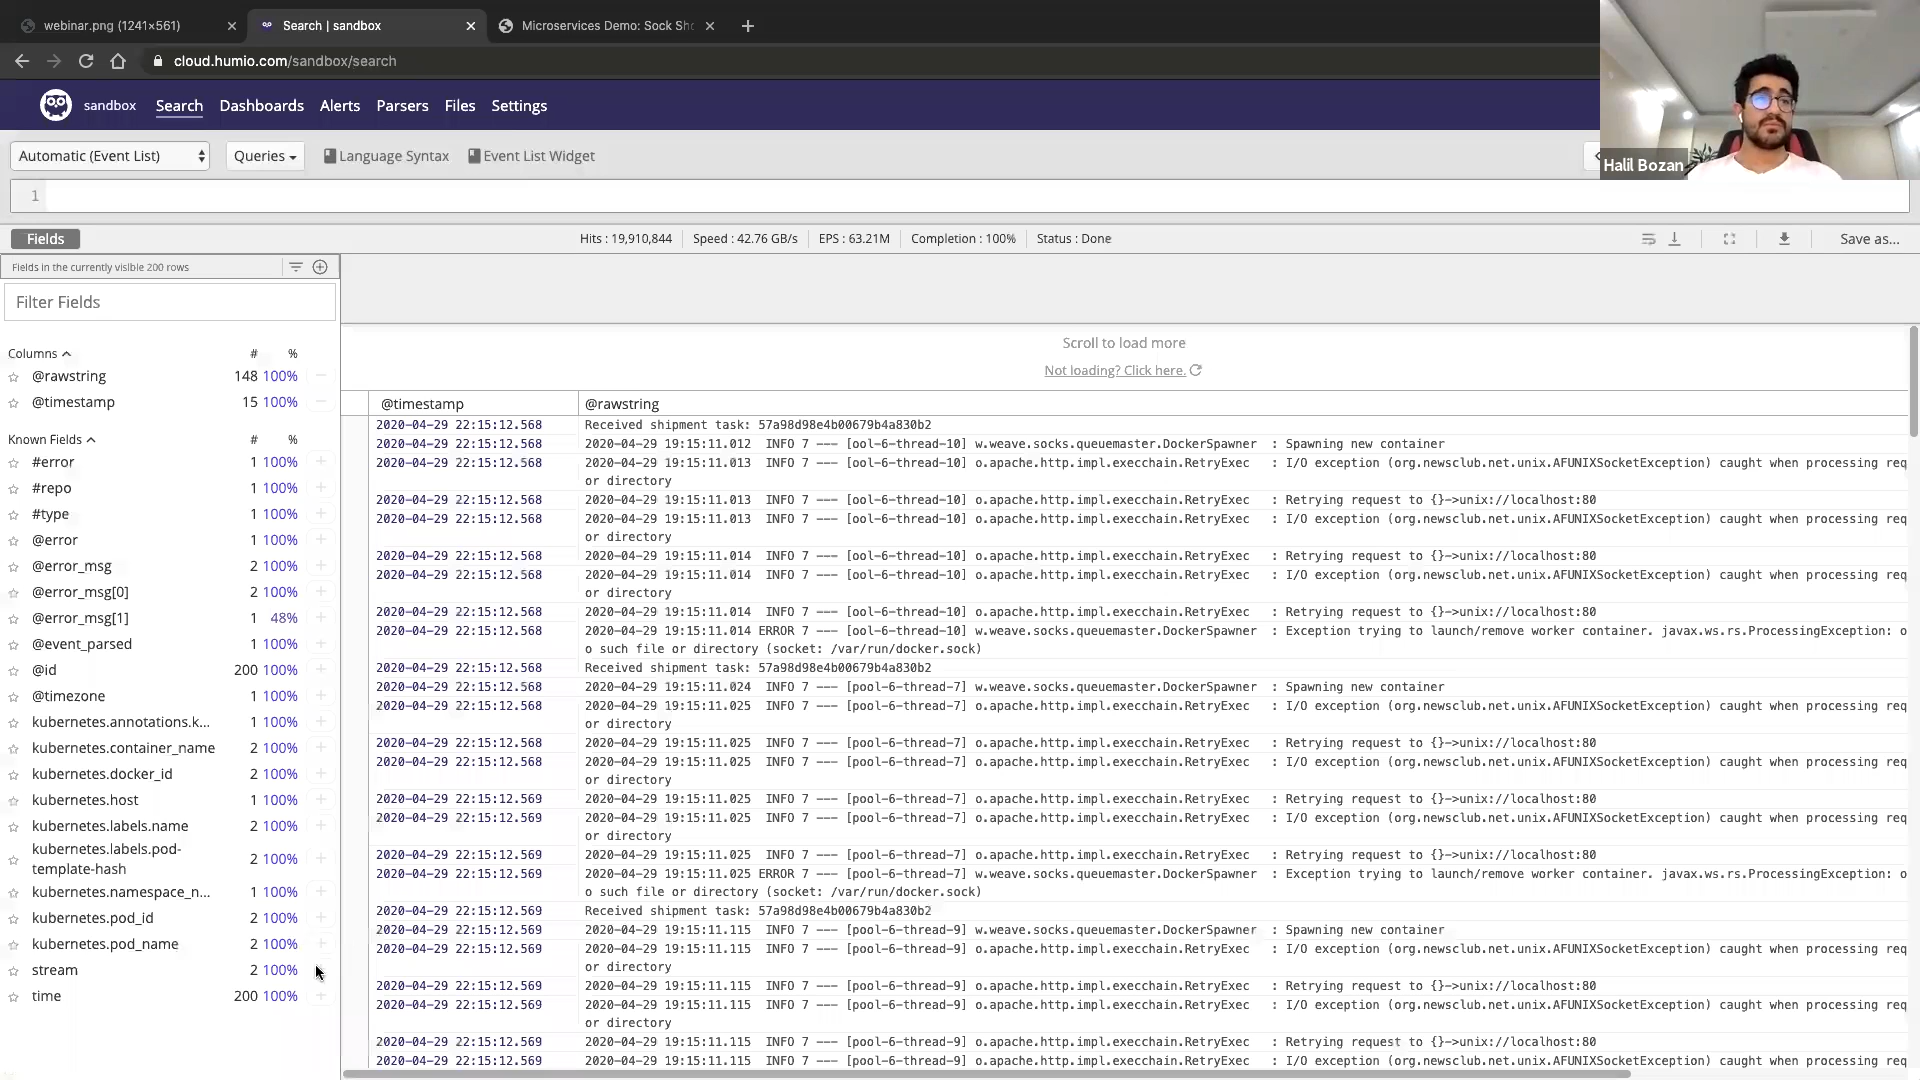 webinar.png (1241×561)
Search | sandbox
Microservices Demo: Sock Sho
cloud.humio.com/sandbox/search
sandbox Search Dashboards Alerts Parsers Files Settings
Automatic (Event List) Queries Language Syntax Event List Widget
Halil Bozan
1
Fields Hits : 19,910,844 Speed : 42.76 GB/s EPS : 63.21M Completion : 100% Status : Done Save as...
Fields in the currently visible 200 rows
Filter Fields
Columns # %
@rawstring 148 100%
@timestamp 15 100%
Known Fields # %
#error 1 100%
#repo 1 100%
#type 1 100%
@error 1 100%
@error_msg 2 100%
@error_msg[0] 2 100%
@error_msg[1] 1 48%
@event_parsed 1 100%
@id 200 100%
@timezone 1 100%
kubernetes.annotations.k... 1 100%
kubernetes.container_name 2 100%
kubernetes.docker_id 2 100%
kubernetes.host 1 100%
kubernetes.labels.name 2 100%
kubernetes.labels.pod-
template-hash 2 100%
kubernetes.namespace_n... 1 100%
kubernetes.pod_id 2 100%
kubernetes.pod_name 2 100%
stream 2 100%
time 200 100%
Scroll to load more
Not loading? Click here.
@timestamp @rawstring
2020-04-29 22:15:12.568 Received shipment task: 57a98d98e4b00679b4a830b2
2020-04-29 22:15:12.568 2020-04-29 19:15:11.012 INFO 7 --- [ool-6-thread-10] w.weave.socks.queuemaster.DockerSpawner : Spawning new container
2020-04-29 22:15:12.568 2020-04-29 19:15:11.013 INFO 7 --- [ool-6-thread-10] o.apache.http.impl.execchain.RetryExec : I/O exception (org.newsclub.net.unix.AFUNIXSocketException) caught when processing req
or directory
2020-04-29 22:15:12.568 2020-04-29 19:15:11.013 INFO 7 --- [ool-6-thread-10] o.apache.http.impl.execchain.RetryExec : Retrying request to {}->unix://localhost:80
2020-04-29 22:15:12.568 2020-04-29 19:15:11.013 INFO 7 --- [ool-6-thread-10] o.apache.http.impl.execchain.RetryExec : I/O exception (org.newsclub.net.unix.AFUNIXSocketException) caught when processing req
or directory
2020-04-29 22:15:12.568 2020-04-29 19:15:11.014 INFO 7 --- [ool-6-thread-10] o.apache.http.impl.execchain.RetryExec : Retrying request to {}->unix://localhost:80
2020-04-29 22:15:12.568 2020-04-29 19:15:11.014 INFO 7 --- [ool-6-thread-10] o.apache.http.impl.execchain.RetryExec : I/O exception (org.newsclub.net.unix.AFUNIXSocketException) caught when processing req
or directory
2020-04-29 22:15:12.568 2020-04-29 19:15:11.014 INFO 7 --- [ool-6-thread-10] o.apache.http.impl.execchain.RetryExec : Retrying request to {}->unix://localhost:80
2020-04-29 22:15:12.568 2020-04-29 19:15:11.014 ERROR 7 --- [ool-6-thread-10] w.weave.socks.queuemaster.DockerSpawner : Exception trying to launch/remove worker container. javax.ws.rs.ProcessingException: o
o such file or directory (socket: /var/run/docker.sock)
2020-04-29 22:15:12.568 Received shipment task: 57a98d98e4b00679b4a830b2
2020-04-29 22:15:12.568 2020-04-29 19:15:11.024 INFO 7 --- [pool-6-thread-7] w.weave.socks.queuemaster.DockerSpawner : Spawning new container
2020-04-29 22:15:12.568 2020-04-29 19:15:11.025 INFO 7 --- [pool-6-thread-7] o.apache.http.impl.execchain.RetryExec : I/O exception (org.newsclub.net.unix.AFUNIXSocketException) caught when processing req
or directory
2020-04-29 22:15:12.568 2020-04-29 19:15:11.025 INFO 7 --- [pool-6-thread-7] o.apache.http.impl.execchain.RetryExec : Retrying request to {}->unix://localhost:80
2020-04-29 22:15:12.568 2020-04-29 19:15:11.025 INFO 7 --- [pool-6-thread-7] o.apache.http.impl.execchain.RetryExec : I/O exception (org.newsclub.net.unix.AFUNIXSocketException) caught when processing req
or directory
2020-04-29 22:15:12.569 2020-04-29 19:15:11.025 INFO 7 --- [pool-6-thread-7] o.apache.http.impl.execchain.RetryExec : Retrying request to {}->unix://localhost:80
2020-04-29 22:15:12.569 2020-04-29 19:15:11.025 INFO 7 --- [pool-6-thread-7] o.apache.http.impl.execchain.RetryExec : I/O exception (org.newsclub.net.unix.AFUNIXSocketException) caught when processing req
or directory
2020-04-29 22:15:12.569 2020-04-29 19:15:11.025 INFO 7 --- [pool-6-thread-7] o.apache.http.impl.execchain.RetryExec : Retrying request to {}->unix://localhost:80
2020-04-29 22:15:12.569 2020-04-29 19:15:11.025 ERROR 7 --- [pool-6-thread-7] w.weave.socks.queuemaster.DockerSpawner : Exception trying to launch/remove worker container. javax.ws.rs.ProcessingException: o
o such file or directory (socket: /var/run/docker.sock)
2020-04-29 22:15:12.569 Received shipment task: 57a98d98e4b00679b4a830b2
2020-04-29 22:15:12.569 2020-04-29 19:15:11.115 INFO 7 --- [pool-6-thread-9] w.weave.socks.queuemaster.DockerSpawner : Spawning new container
2020-04-29 22:15:12.569 2020-04-29 19:15:11.115 INFO 7 --- [pool-6-thread-9] o.apache.http.impl.execchain.RetryExec : I/O exception (org.newsclub.net.unix.AFUNIXSocketException) caught when processing req
or directory
2020-04-29 22:15:12.569 2020-04-29 19:15:11.115 INFO 7 --- [pool-6-thread-9] o.apache.http.impl.execchain.RetryExec : Retrying request to {}->unix://localhost:80
2020-04-29 22:15:12.569 2020-04-29 19:15:11.115 INFO 7 --- [pool-6-thread-9] o.apache.http.impl.execchain.RetryExec : I/O exception (org.newsclub.net.unix.AFUNIXSocketException) caught when processing req
or directory
2020-04-29 22:15:12.569 2020-04-29 19:15:11.115 INFO 7 --- [pool-6-thread-9] o.apache.http.impl.execchain.RetryExec : Retrying request to {}->unix://localhost:80
2020-04-29 22:15:12.569 2020-04-29 19:15:11.115 INFO 7 --- [pool-6-thread-9] o.apache.http.impl.execchain.RetryExec : I/O exception (org.newsclub.net.unix.AFUNIXSocketException) caught when processing req